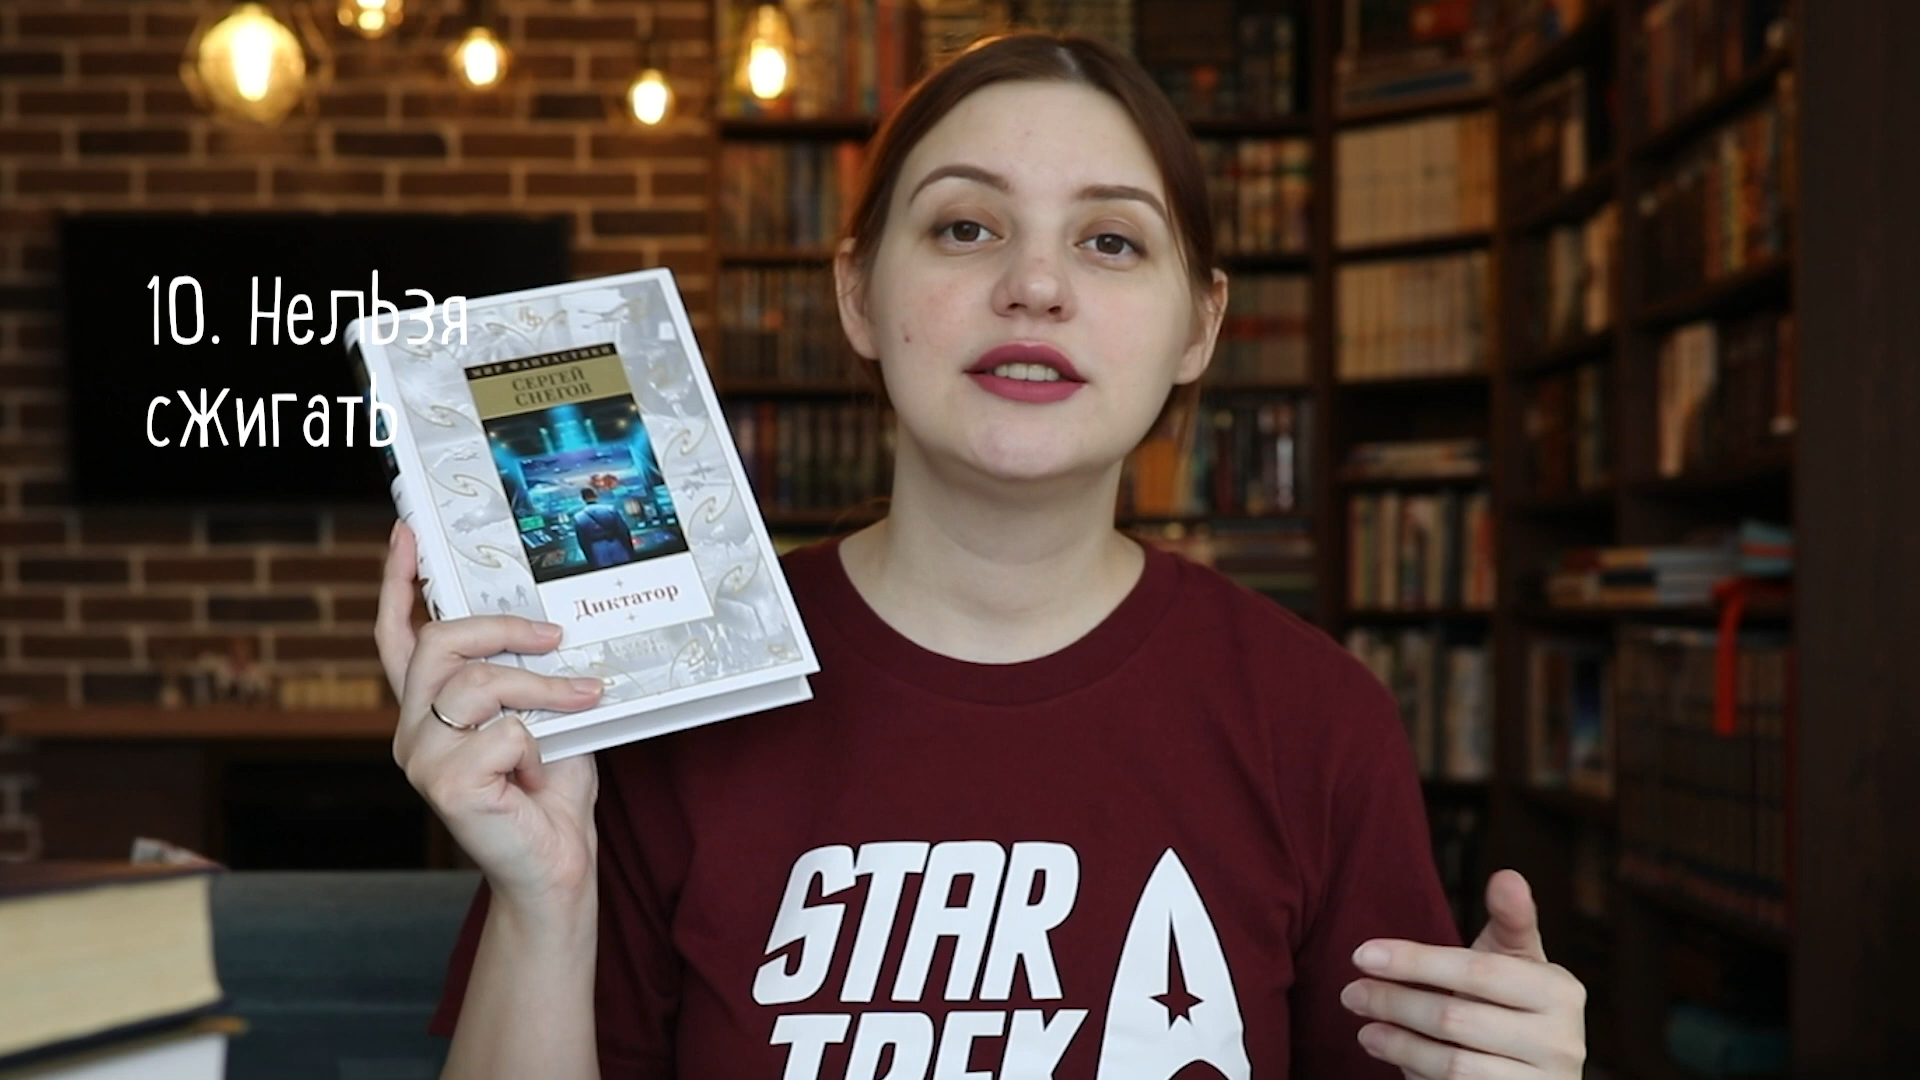 10. Нельзя
сжигать
МИР ФАНТАСТИКИ
СЕРГЕЙ
СНЕГОВ
Диктатор
STAR
TREK